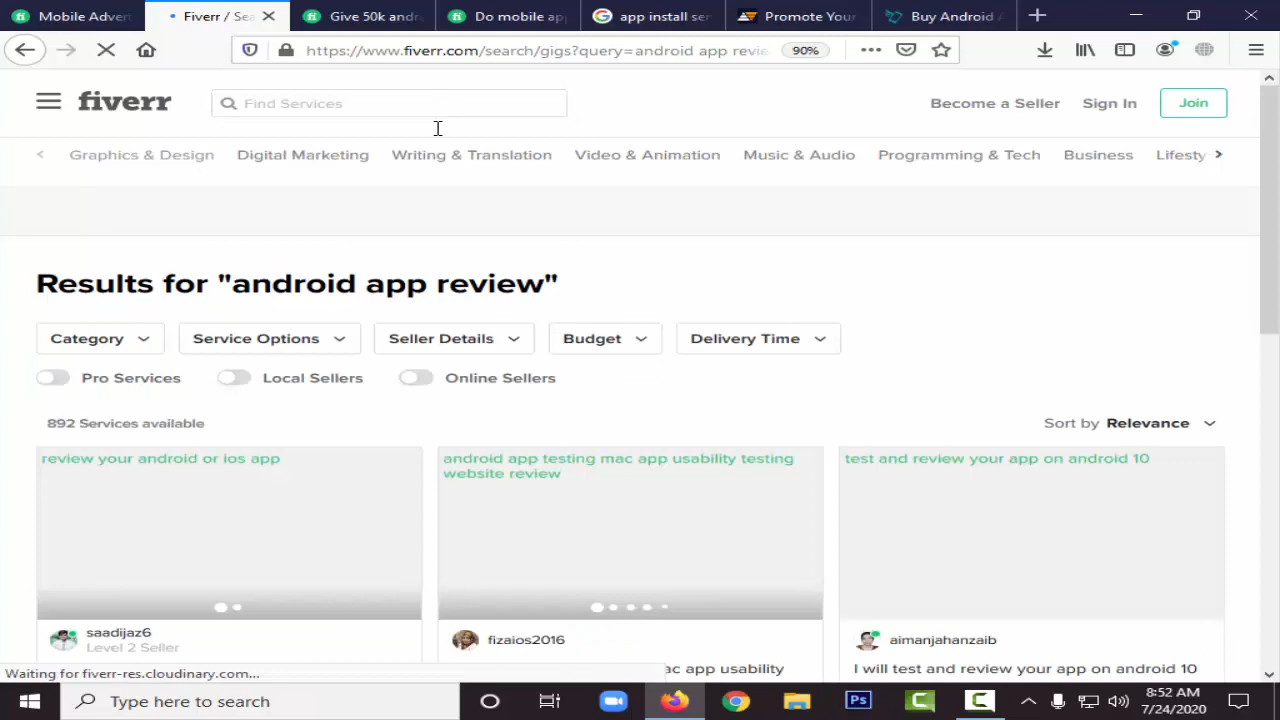 Mobile Advert
Fiverr / Sea
Give 50k andr
Do mobile app
app install ser
Promote Your
Buy Android A
https://www.fiverr.com/search/gigs?query=android app revie
90%
fiverr
Find Services
Become a Seller
Sign In
Join
Graphics & Design
Digital Marketing
Writing & Translation
Video & Animation
Music & Audio
Programming & Tech
Business
Lifesty
Results for "android app review"
Category
Service Options
Seller Details
Budget
Delivery Time
Pro Services
Local Sellers
Online Sellers
892 Services available
Sort by Relevance
review your android or ios app
android app testing mac app usability testing
website review
test and review your app on android 10
saadijaz6
Level 2 Seller
fizaios2016
aimanjahanzaib
ac app usability
I will test and review your app on android 10
Waiting for fiverr-res.cloudinary.com...
Type here to search
8:52 AM
7/24/2020